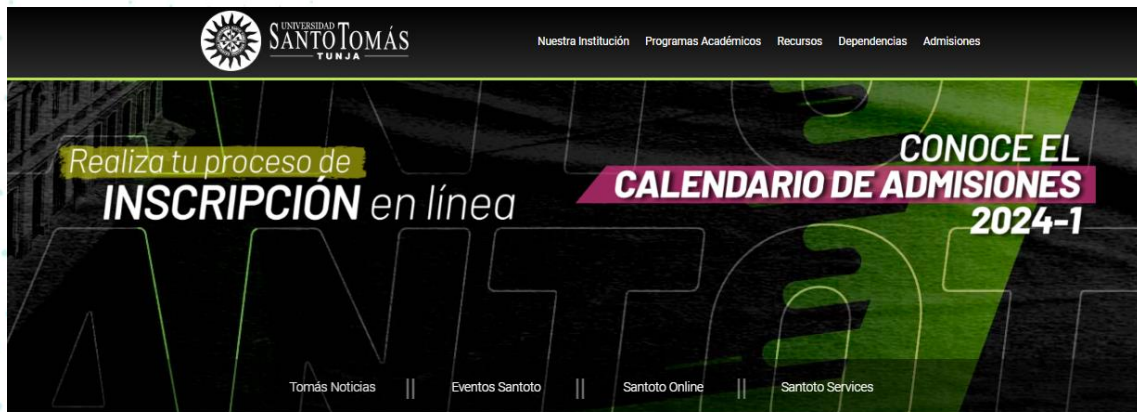 UNIVERSIDAD
SANTO TOMÁS
TUNJA
Nuestra Institución Programas Académicos Recursos Dependencias Admisiones
Realiza tu proceso de
INSCRIPCIÓN en línea
CONOCE EL
CALENDARIO DE ADMISIONES
2024-1
Tomás Noticias || Eventos Santoto || Santoto Online || Santoto Services